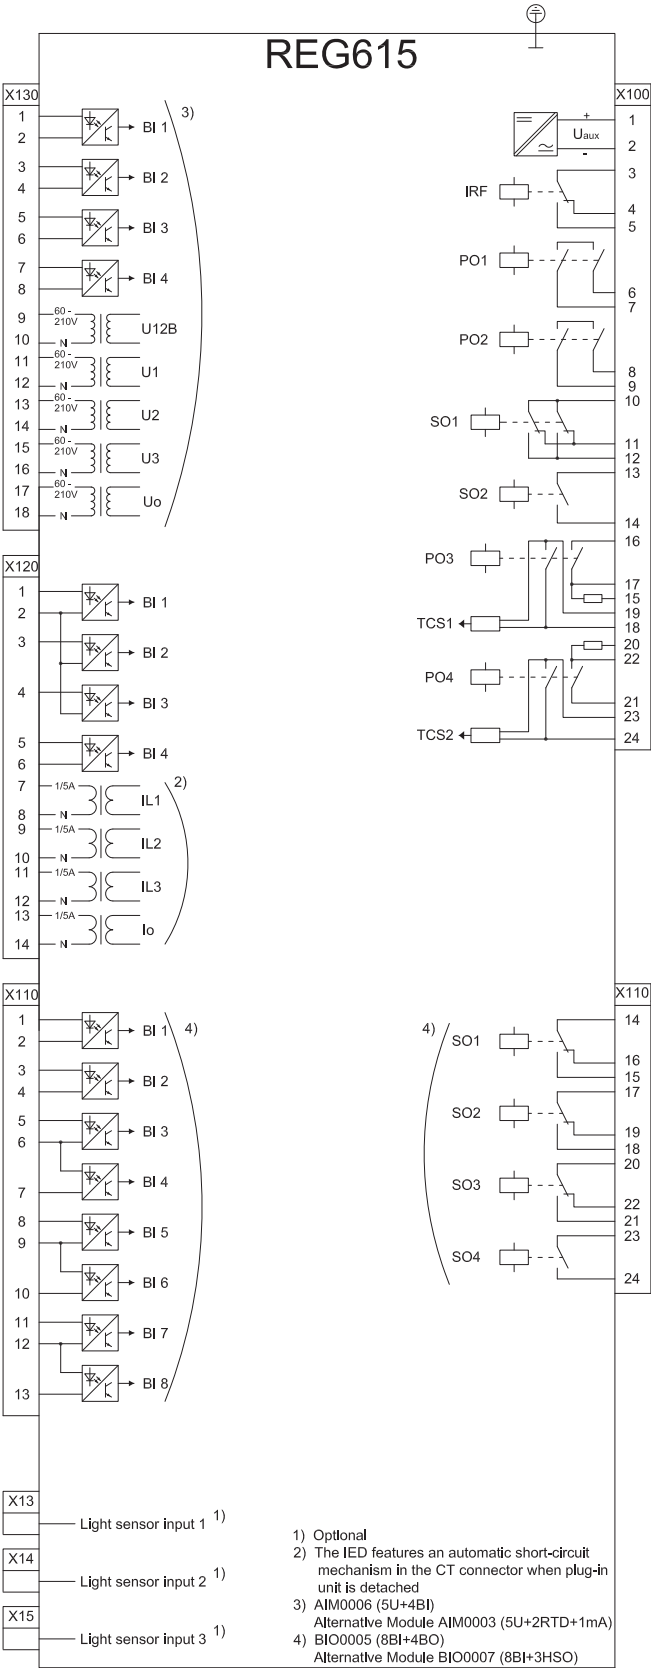 REG615
X130
1
2
BI 1
3)
3
4
BI 2
5
6
BI 3
7
8
BI 4
9
60 -
210V
10
N
U12B
11
60 -
210V
12
N
U1
13
60 -
210V
14
N
U2
15
60 -
210V
16
N
U3
17
60 -
210V
18
N
Uo
X120
1
2
BI 1
3
BI 2
4
BI 3
5
6
BI 4
7
1/5A
8
N
IL1
2)
9
1/5A
10
N
IL2
11
1/5A
12
N
IL3
13
1/5A
14
N
Io
X110
1
2
BI 1
4)
3
4
BI 2
5
6
BI 3
7
BI 4
8
9
BI 5
10
BI 6
11
12
BI 7
13
BI 8
X13
Light sensor input 1 1)
X14
Light sensor input 2 1)
X15
Light sensor input 3 1)
X100
+
Uaux
-
1
2
IRF
3
4
5
PO1
6
7
PO2
8
9
SO1
10
11
12
SO2
13
14
PO3
16
17
15
19
18
TCS1
PO4
20
22
21
23
24
TCS2
X110
4)
SO1
14
16
15
SO2
17
19
18
SO3
20
22
21
SO4
23
24
1) Optional
2) The IED features an automatic short-circuit
mechanism in the CT connector when plug-in
unit is detached
3) AIM0006 (5U+4BI)
Alternative Module AIM0003 (5U+2RTD+1mA)
4) BIO0005 (8BI+4BO)
Alternative Module BIO0007 (8BI+3HSO)